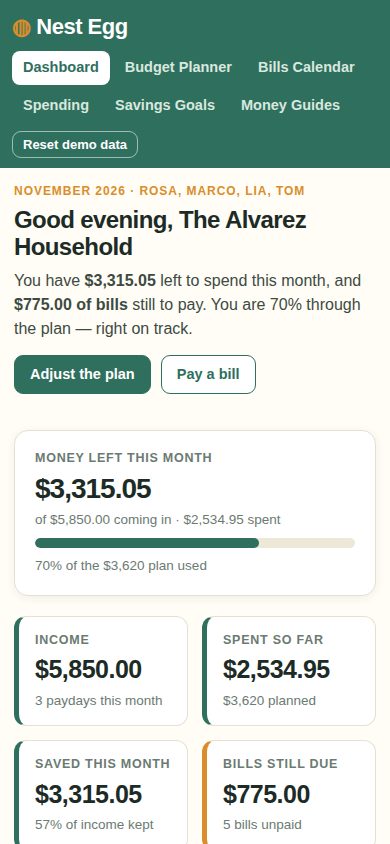 Nest Egg
Dashboard
Budget Planner
Bills Calendar
Spending
Savings Goals
Money Guides
Reset demo data
NOVEMBER 2026 · ROSA, MARCO, LIA, TOM
Good evening, The Alvarez
Household
You have $3,315.05 left to spend this month, and
$775.00 of bills still to pay. You are 70% through
the plan — right on track.
Adjust the plan
Pay a bill
MONEY LEFT THIS MONTH
$3,315.05
of $5,850.00 coming in · $2,534.95 spent
70% of the $3,620 plan used
INCOME
$5,850.00
3 paydays this month
SPENT SO FAR
$2,534.95
$3,620 planned
SAVED THIS MONTH
$3,315.05
57% of income kept
BILLS STILL DUE
$775.00
5 bills unpaid